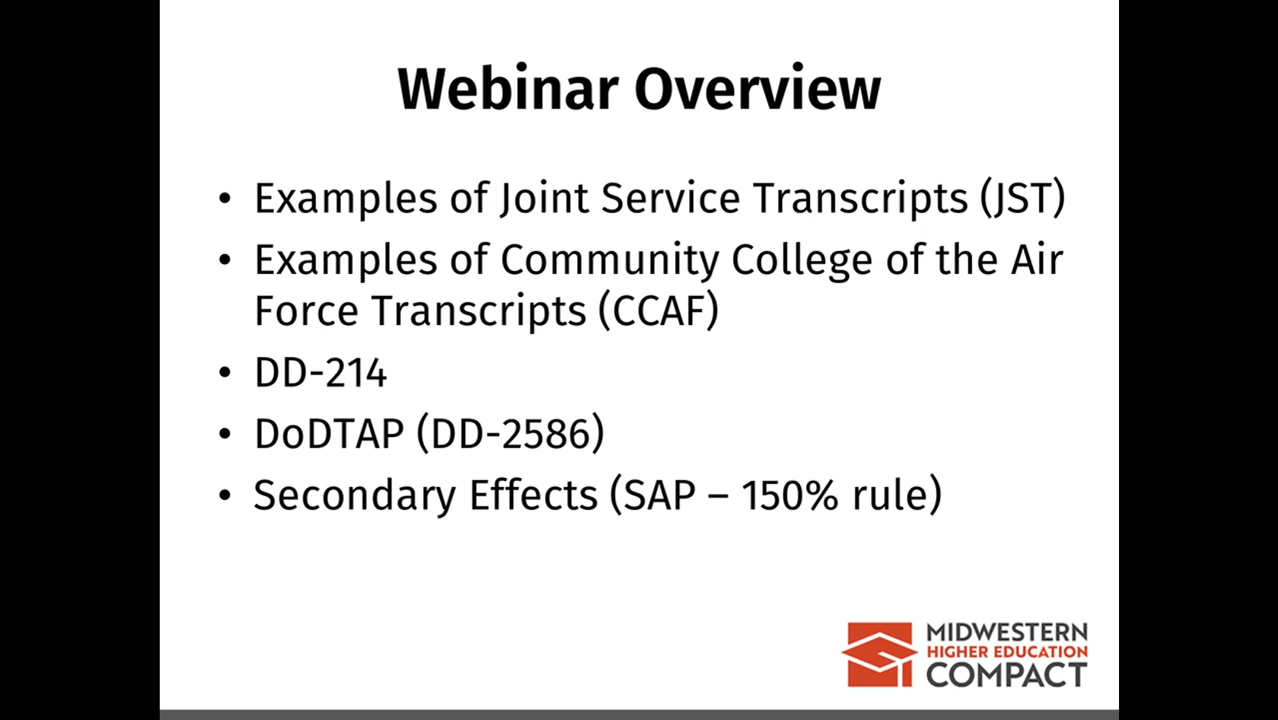 Webinar Overview
• Examples of Joint Service Transcripts (JST)
• Examples of Community College of the Air
Force Transcripts (CCAF)
• DD-214
• DoDTAP (DD-2586)
• Secondary Effects (SAP – 150% rule)
MIDWESTERN
HIGHER EDUCATION
COMPACT